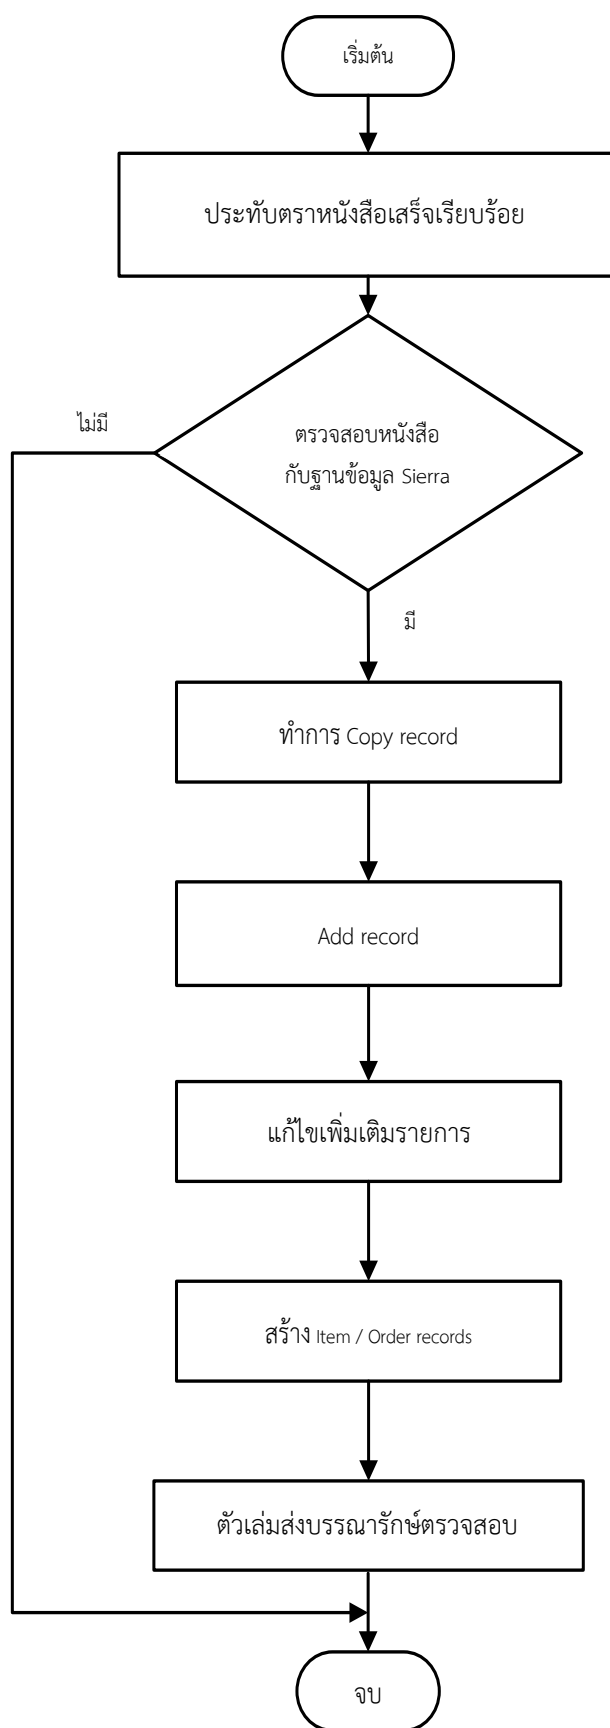 เริ่มต้น
ประทับตราหนังสือเสร็จเรียบร้อย
ไม่มี
ตรวจสอบหนังสือ
กับฐานข้อมูล Sierra
มี
ทำการ Copy record
Add record
แก้ไขเพิ่มเติมรายการ
สร้าง Item / Order records
ตัวเล่มส่งบรรณารักษ์ตรวจสอบ
จบ